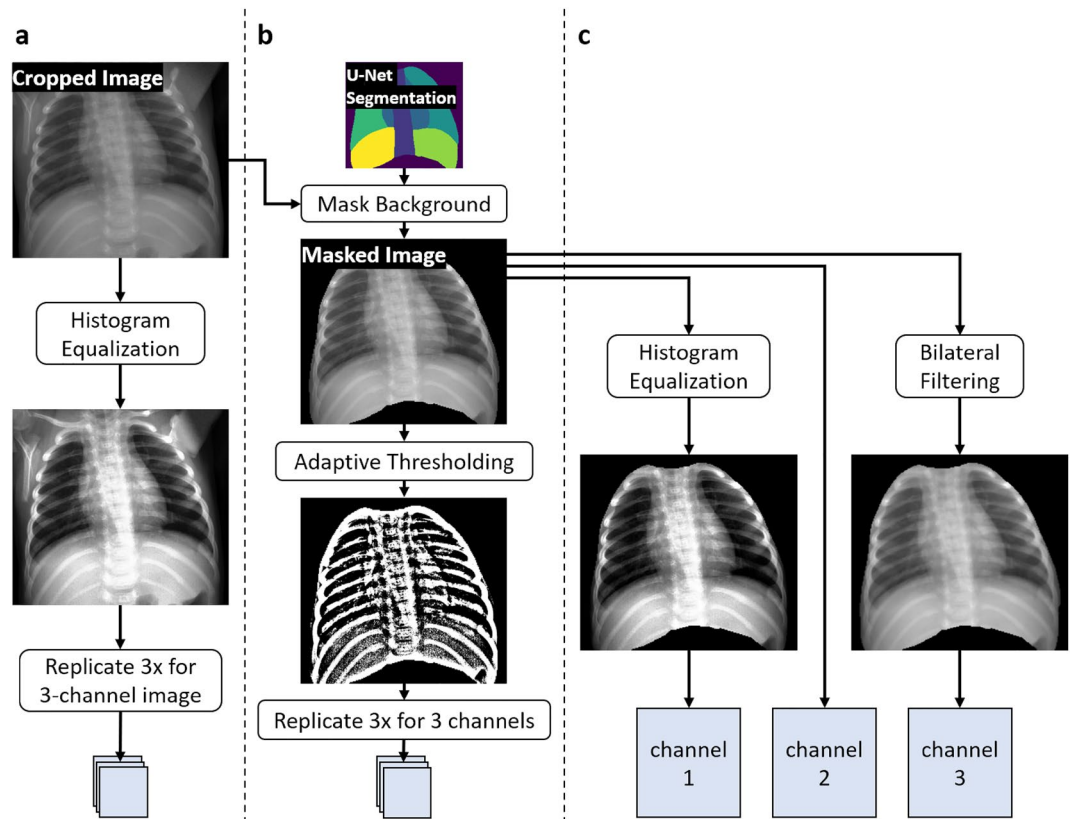 a
Cropped Image
Histogram
Equalization
Replicate 3x for
3-channel image
b
U-Net
Segmentation
Mask Background
Masked Image
Adaptive Thresholding
Replicate 3x for 3 channels
c
Histogram
Equalization
Bilateral
Filtering
channel
1
channel
2
channel
3